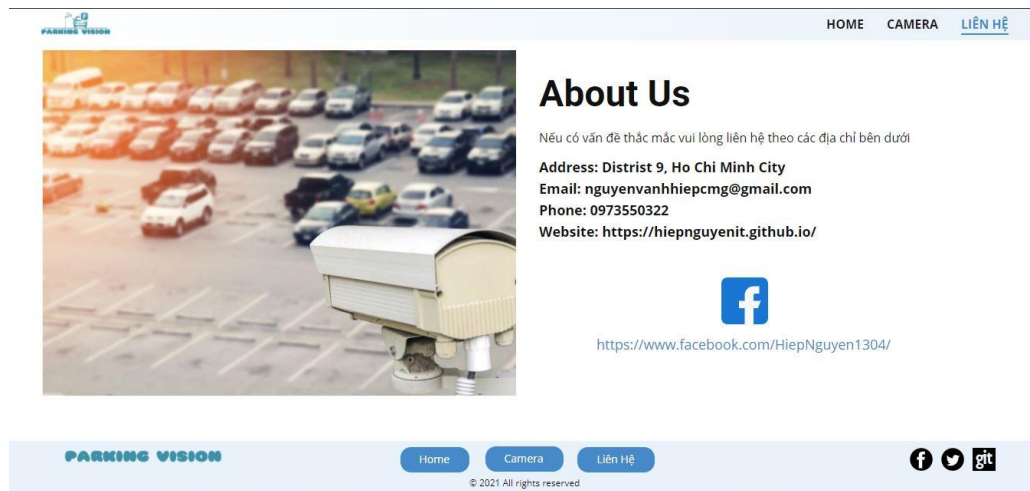 PARKING VISION
HOME CAMERA LIÊN HỆ
About Us
Nếu có vấn đề thắc mắc vui lòng liên hệ theo các địa chỉ bên dưới
Address: Distrist 9, Ho Chi Minh City
Email: nguyenvanhhiepcmg@gmail.com
Phone: 0973550322
Website: https://hiepnguyenit.github.io/
https://www.facebook.com/HiepNguyen1304/
PARKING VISION
Home Camera Liên Hệ
git
© 2021 All rights reserved